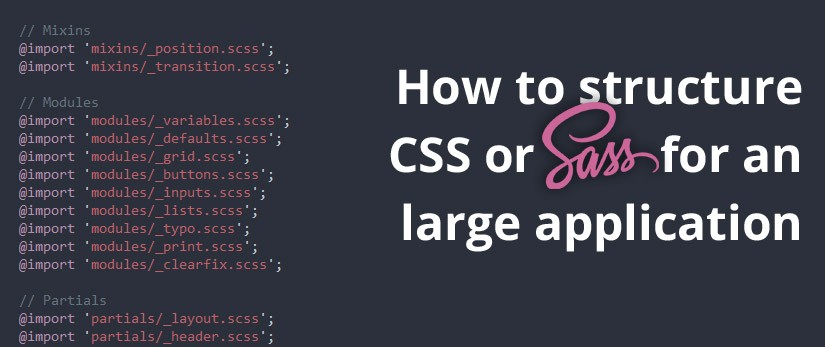 // Mixins
@import 'mixins/_position.scss';
@import 'mixins/_transition.scss';
// Modules
@import 'modules/_variables.scss';
@import 'modules/_defaults.scss';
@import 'modules/_grid.scss';
@import 'modules/_buttons.scss';
@import 'modules/_inputs.scss';
@import 'modules/_lists.scss';
@import 'modules/_typo.scss';
@import 'modules/_print.scss';
@import 'modules/_clearfix.scss';
// Partials
@import 'partials/_layout.scss';
@import 'partials/_header.scss';
How to structure
CSS or Sass for an
large application